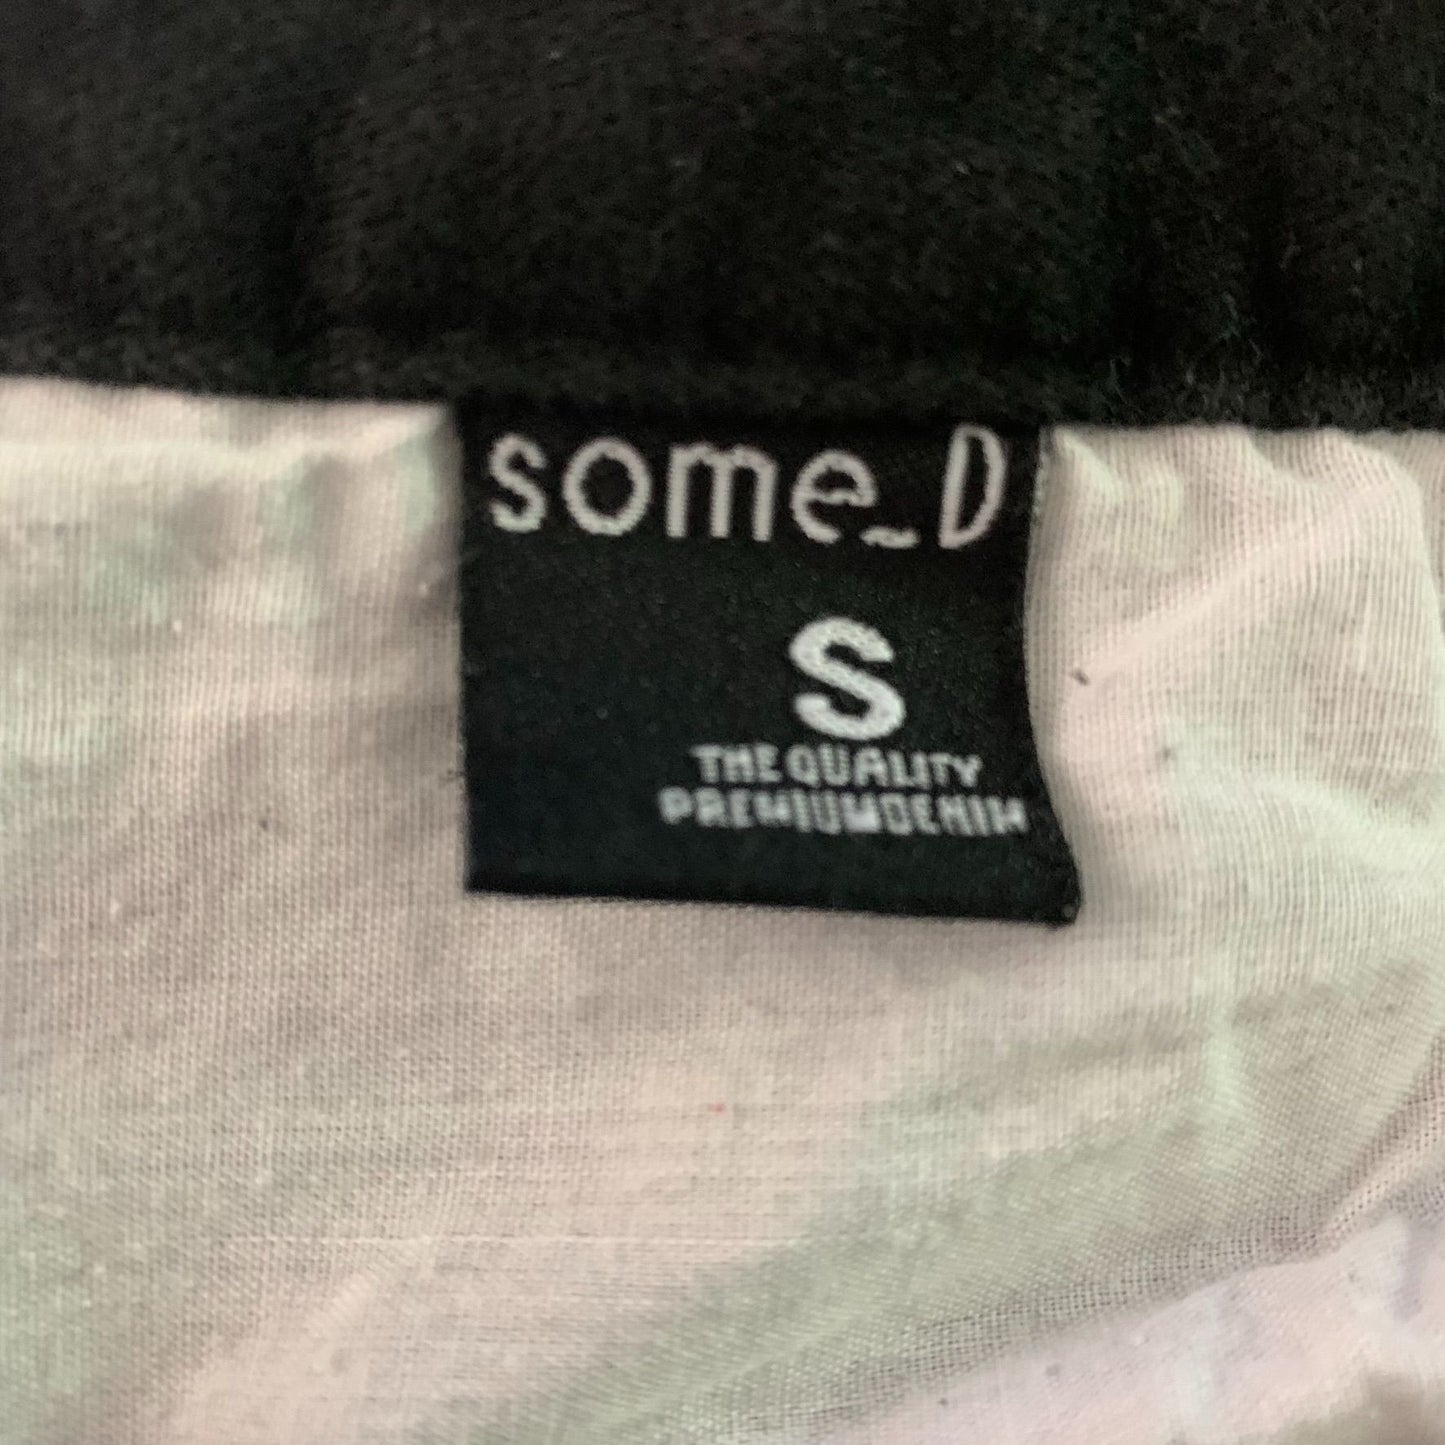 some_D
S
THE QUALITY
PREMIUMDENIM